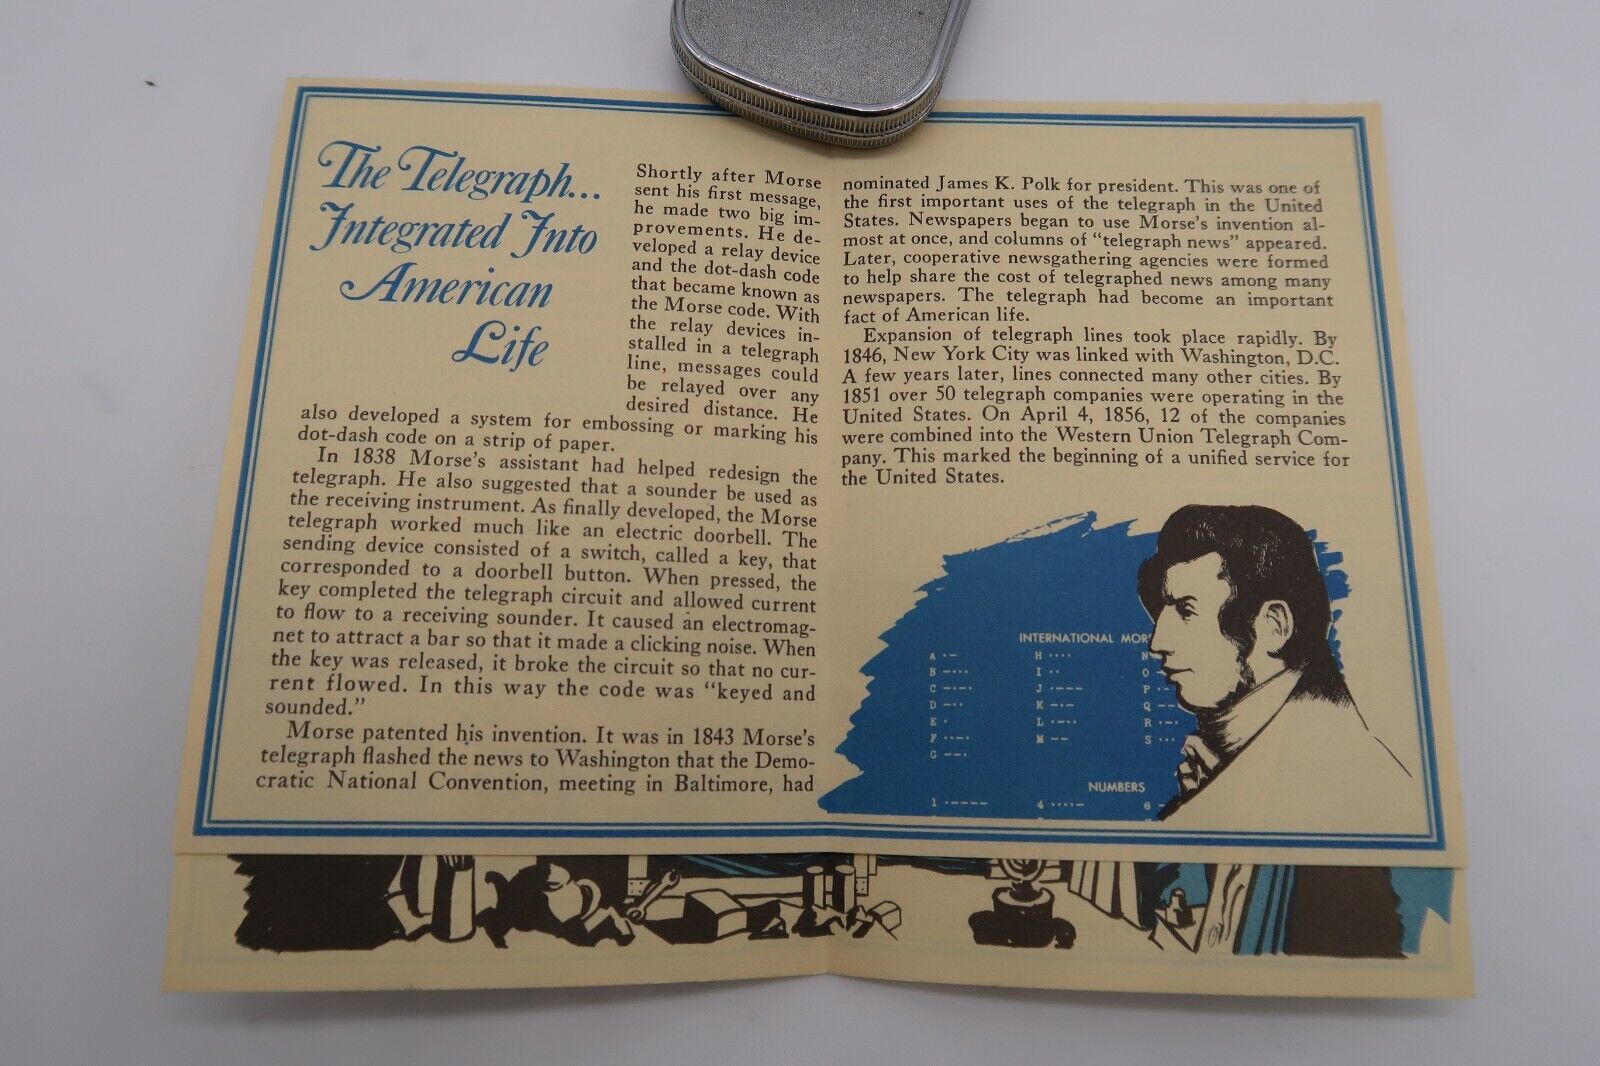 The Telegraph...
Integrated Into
American
Life
Shortly after Morse
sent his first message,
he made two big im-
provements. He de-
veloped a relay device
and the dot-dash code
that became known as
the Morse code. With
the relay devices in-
stalled in a telegraph
line, messages could
be relayed over any
desired distance. He
also developed a system for embossing or marking his
dot-dash code on a strip of paper.
In 1838 Morse's assistant had helped redesign the
telegraph. He also suggested that a sounder be used as
the receiving instrument. As finally developed, the Morse
telegraph worked much like an electric doorbell. The
sending device consisted of a switch, called a key, that
corresponded to a doorbell button. When pressed, the
key completed the telegraph circuit and allowed current
to flow to a receiving sounder. It caused an electromag-
net to attract a bar so that it made a clicking noise. When
the key was released, it broke the circuit so that no cur-
rent flowed. In this way the code was "keyed and
sounded."
Morse patented his invention. It was in 1843 Morse's
telegraph flashed the news to Washington that the Demo-
cratic National Convention, meeting in Baltimore, had
nominated James K. Polk for president. This was one of
the first important uses of the telegraph in the United
States. Newspapers began to use Morse's invention al-
most at once, and columns of "telegraph news" appeared.
Later, cooperative newsgathering agencies were formed
to help share the cost of telegraphed news among many
newspapers. The telegraph had become an important
fact of American life.
Expansion of telegraph lines took place rapidly. By
1846, New York City was linked with Washington, D.C.
A few years later, lines connected many other cities. By
1851 over 50 telegraph companies were operating in the
United States. On April 4, 1856, 12 of the companies
were combined into the Western Union Telegraph Com-
pany. This marked the beginning of a unified service for
the United States.
INTERNATIONAL MOR
A ·– H ···· N –
B –··· I ·· O –
C –·–· J ·––– P ·–
D –·· K –·– Q ––
E · L ·–·· R ·–·
F ··–· M –– S ···
G ––·
NUMBERS
1 ·–––– 4 ····– 6 –